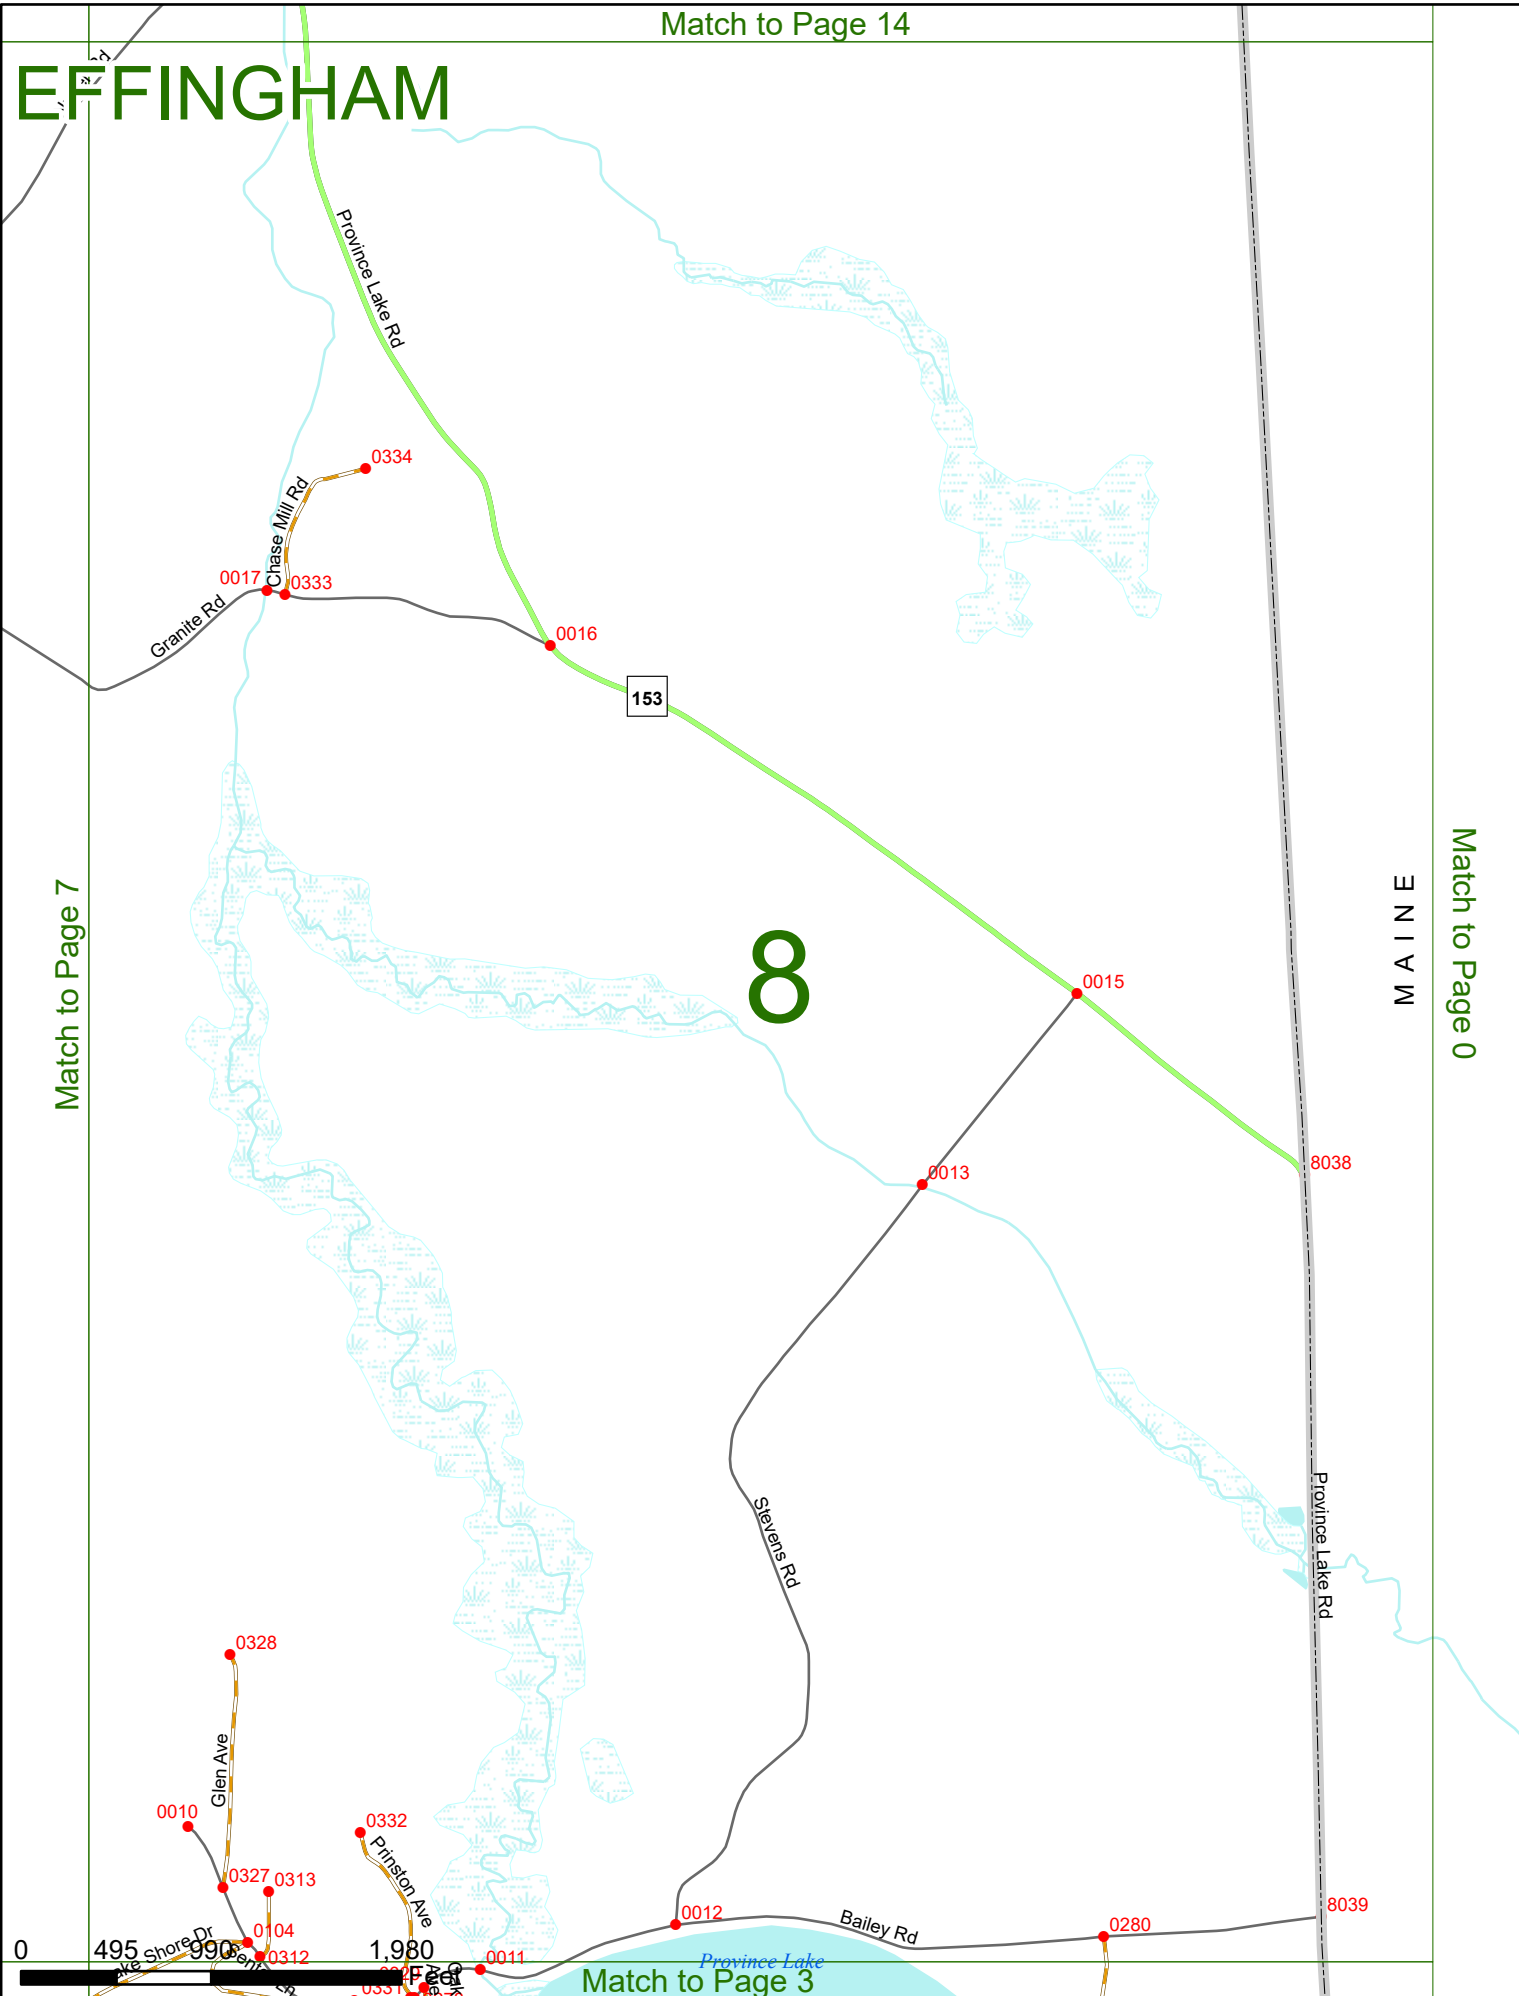 Match to Page 14
EFFINGHAM
Province Lake Rd
0334
Chase Mill Rd
0017
0333
Granite Rd
0016
153
Match to Page 7
8
MAINE
Match to Page 0
0015
8038
0013
Stevens Rd
Province Lake Rd
0328
Glen Ave
0010
0332
Prinston Ave
0327
0313
0012
Bailey Rd
0280
8039
0104
0312
0011
Province Lake
0 495 990 1,980
Feet
0331
Match to Page 3